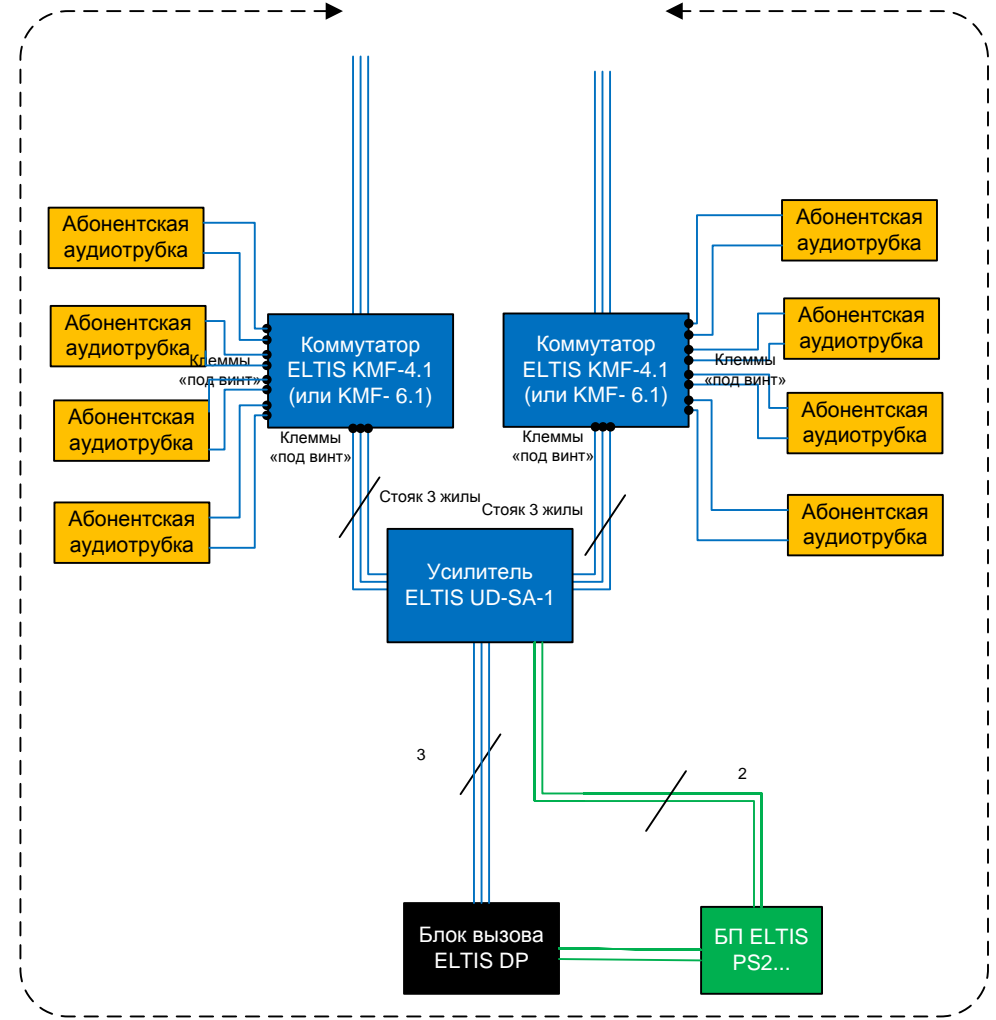 Абонентская
аудиотрубка
Абонентская
аудиотрубка
Абонентская
аудиотрубка
Абонентская
аудиотрубка
Клеммы
«под винт»
Коммутатор
ELTIS KMF-4.1
(или KMF- 6.1)
Клеммы
«под винт»
Стояк 3 жилы
Коммутатор
ELTIS KMF-4.1
(или KMF- 6.1)
Клеммы
«под винт»
Стояк 3 жилы
Абонентская
аудиотрубка
Абонентская
аудиотрубка
Клеммы
«под винт»
Абонентская
аудиотрубка
Абонентская
аудиотрубка
Усилитель
ELTIS UD-SA-1
3
2
Блок вызова
ELTIS DP
БП ELTIS
PS2...